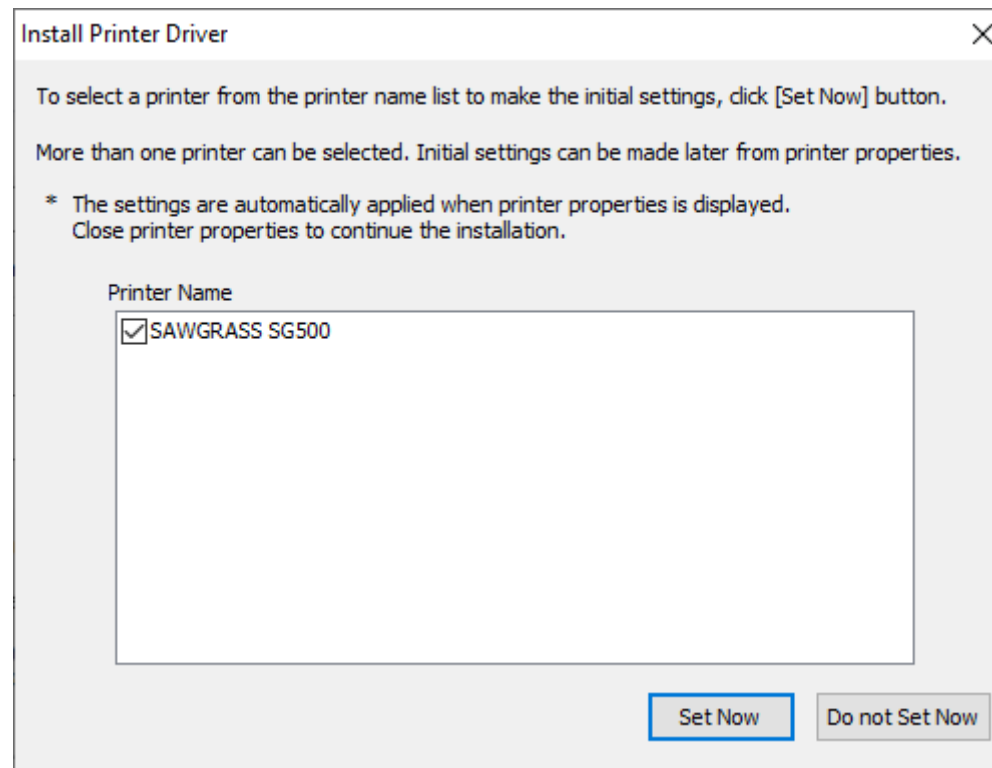 Install Printer Driver
To select a printer from the printer name list to make the initial settings, click [Set Now] button.
More than one printer can be selected. Initial settings can be made later from printer properties.
* The settings are automatically applied when printer properties is displayed.
Close printer properties to continue the installation.
Printer Name
SAWGRASS SG500
Set Now
Do not Set Now